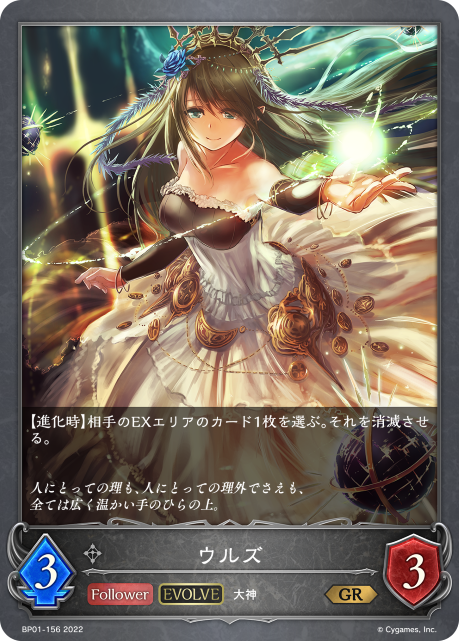 【進化時】相手のEXエリアのカード1枚を選ぶ。それを消滅させ
る。
人にとっての理も、人にとっての理外でさえも、
全ては広く温かい手のひらの上。
ウルズ
3
Follower EVOLVE 大神 GR
3
BP01-156 2022 © Cygames, Inc.